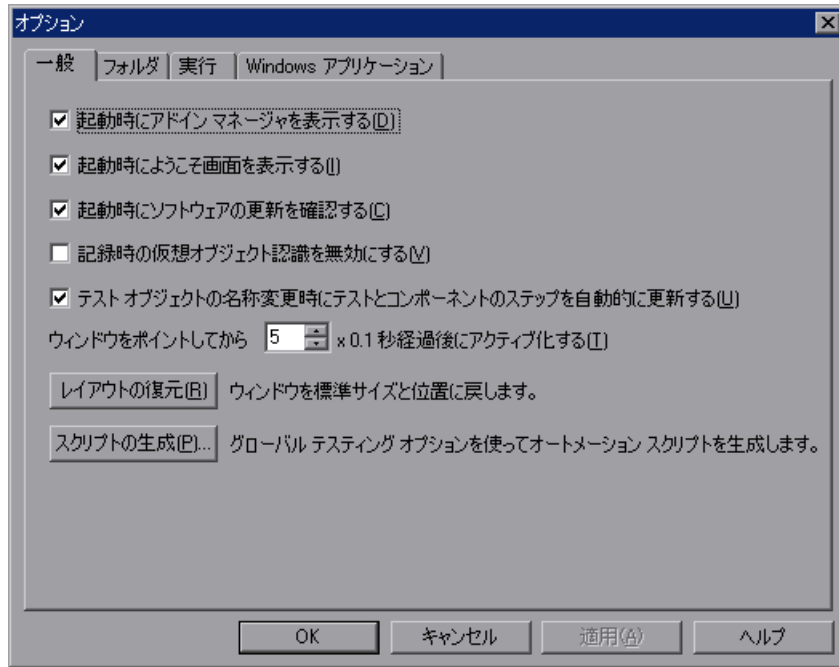 オプション
一般 フォルダ 実行 Windows アプリケーション
起動時にアドイン マネージャを表示する(D)
起動時にようこそ画面を表示する(I)
起動時にソフトウェアの更新を確認する(C)
記録時の仮想オブジェクト認識を無効にする(V)
テスト オブジェクトの名称変更時にテストとコンポーネントのステップを自動的に更新する(U)
ウィンドウをポイントしてから 5 x 0.1 秒経過後にアクティブ化する(T)
レイアウトの復元(R) ウィンドウを標準サイズと位置に戻します。
スクリプトの生成(P)... グローバル テスティング オプションを使ってオートメーション スクリプトを生成します。
OK キャンセル 適用(A) ヘルプ